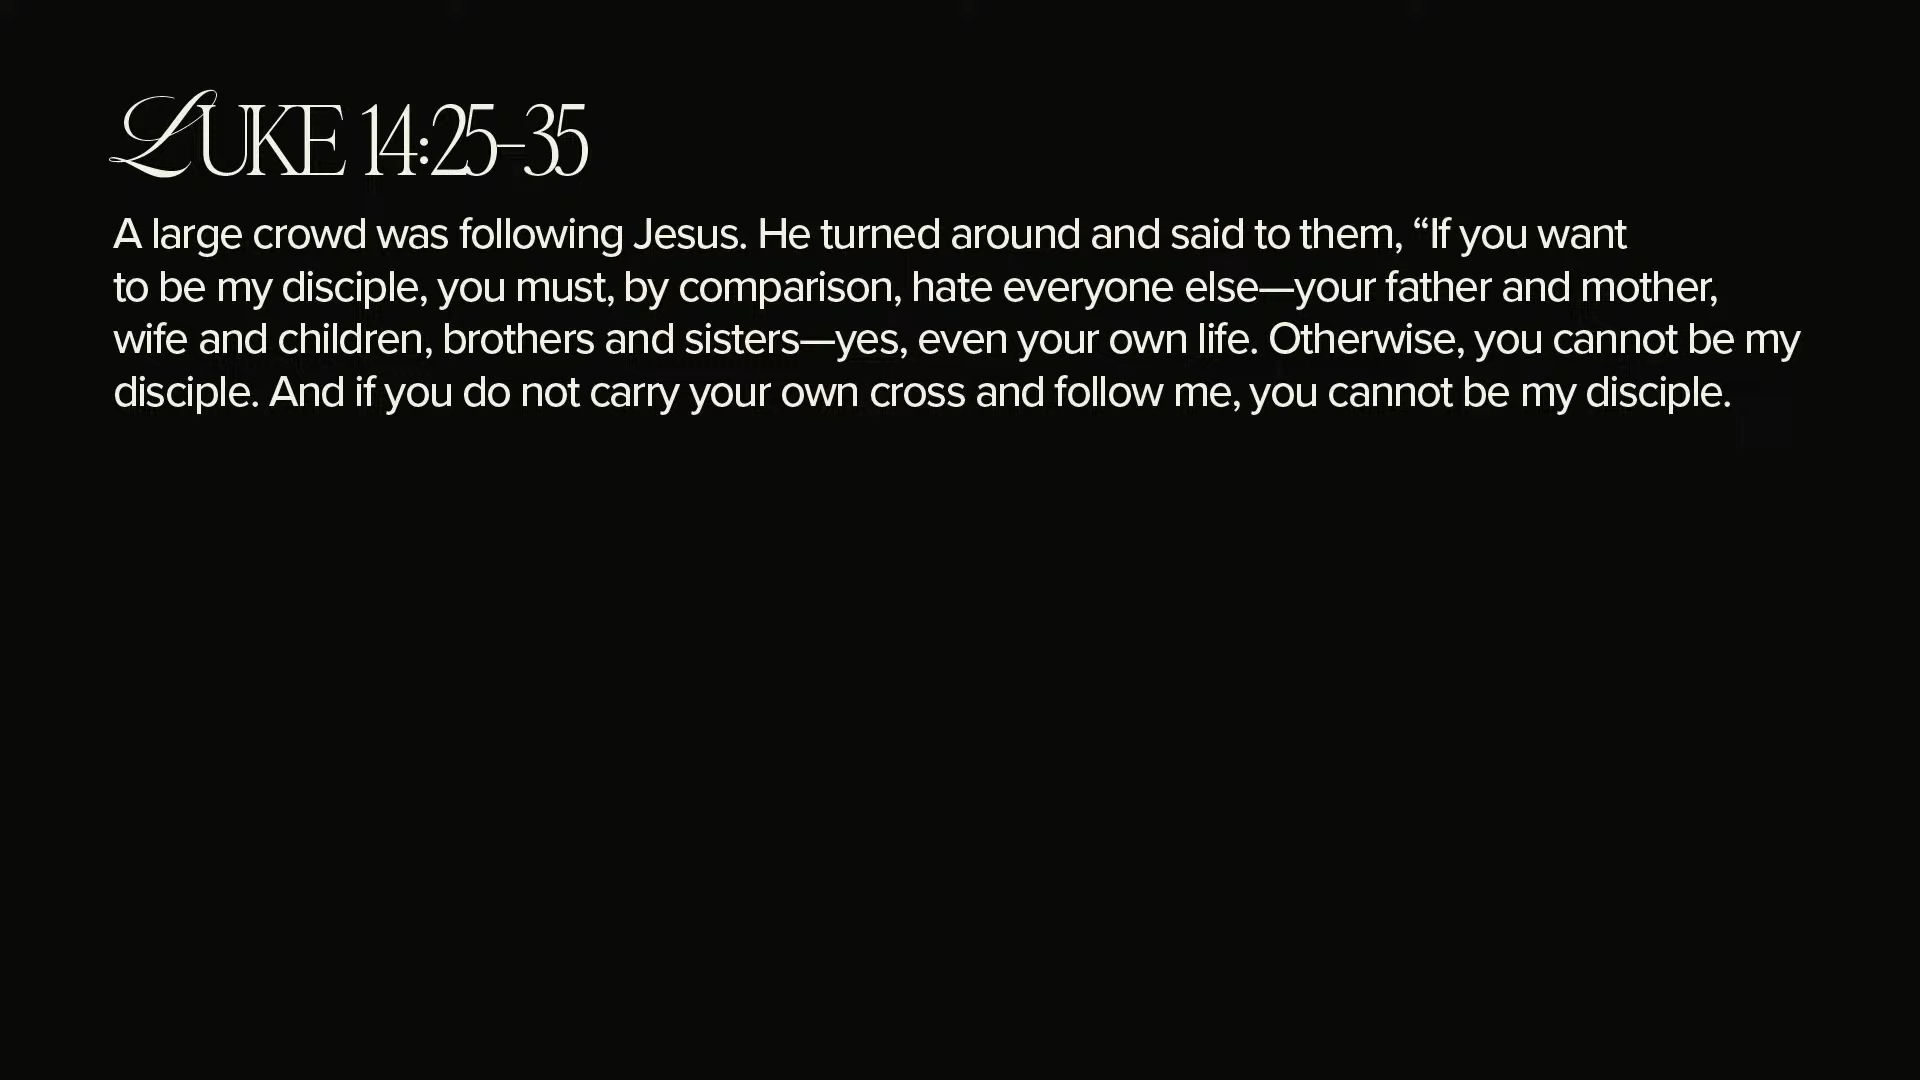 LUKE 14:25–35
A large crowd was following Jesus. He turned around and said to them, “If you want
to be my disciple, you must, by comparison, hate everyone else—your father and mother,
wife and children, brothers and sisters—yes, even your own life. Otherwise, you cannot be my
disciple. And if you do not carry your own cross and follow me, you cannot be my disciple.